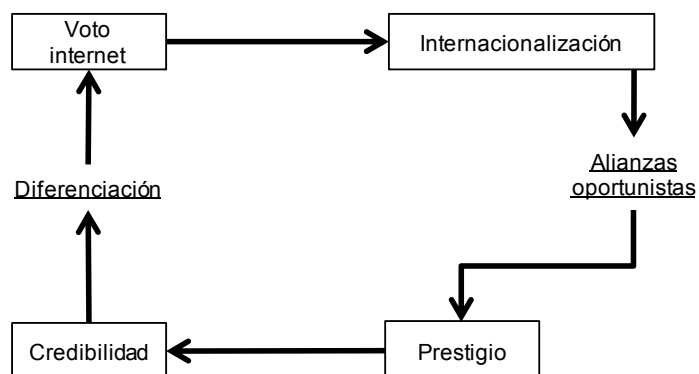 Voto
internet
Internacionalización
Alianzas
oportunistas
Diferenciación
Credibilidad
Prestigio